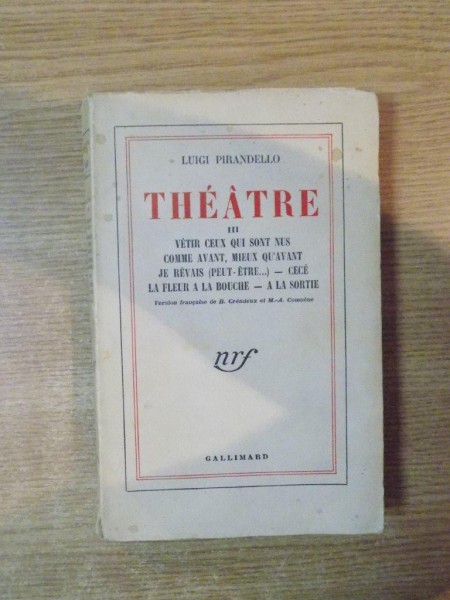 LUIGI PIRANDELLO
THÉÂTRE
III
VÊTIR CEUX QUI SONT NUS
COMME AVANT, MIEUX QU'AVANT
JE RÊVAIS (PEUT-ÊTRE...) — CECÉ
LA FLEUR A LA BOUCHE — A LA SORTIE
Version française de B. Crémieux et M.-A. Comnène
nrf
GALLIMARD